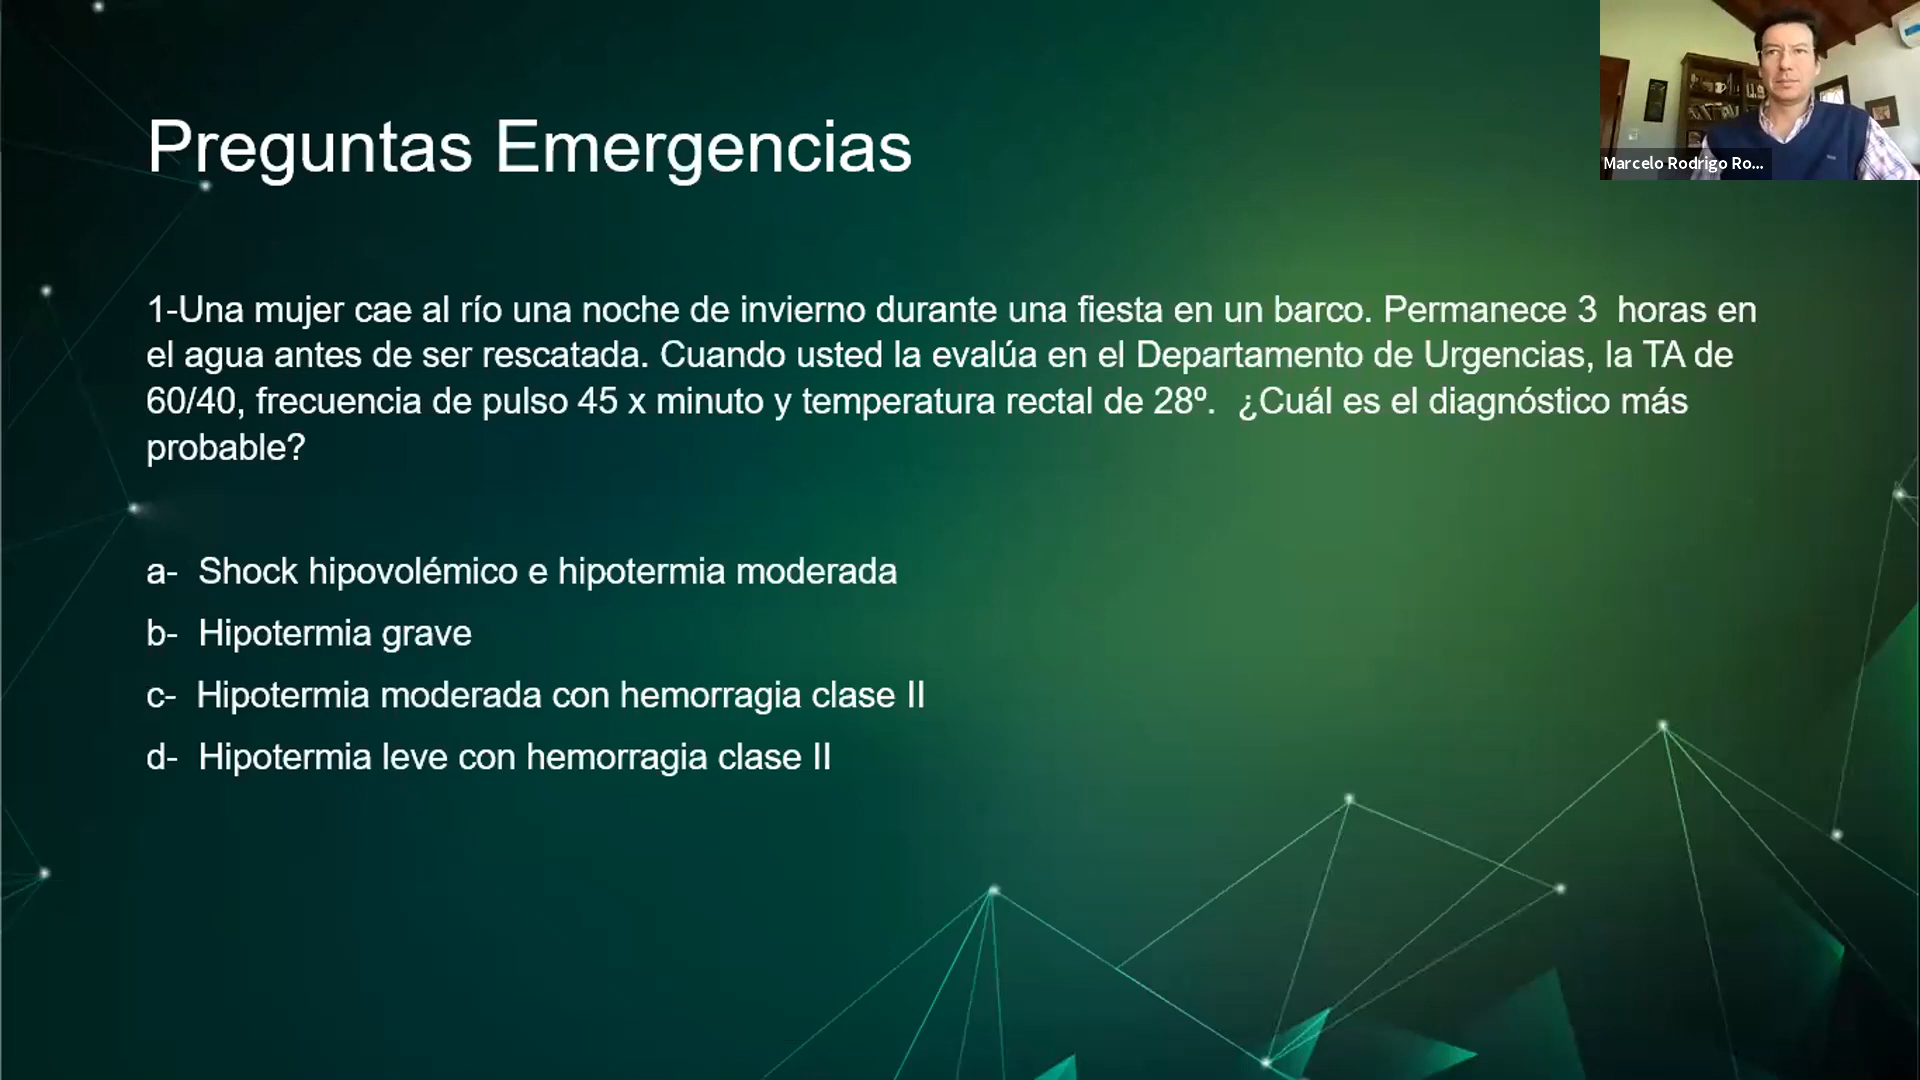 Marcelo Rodrigo Ro...
Preguntas Emergencias
1-Una mujer cae al río una noche de invierno durante una fiesta en un barco. Permanece 3 horas en
el agua antes de ser rescatada. Cuando usted la evalúa en el Departamento de Urgencias, la TA de
60/40, frecuencia de pulso 45 x minuto y temperatura rectal de 28º. ¿Cuál es el diagnóstico más
probable?
a- Shock hipovolémico e hipotermia moderada
b- Hipotermia grave
c- Hipotermia moderada con hemorragia clase II
d- Hipotermia leve con hemorragia clase II